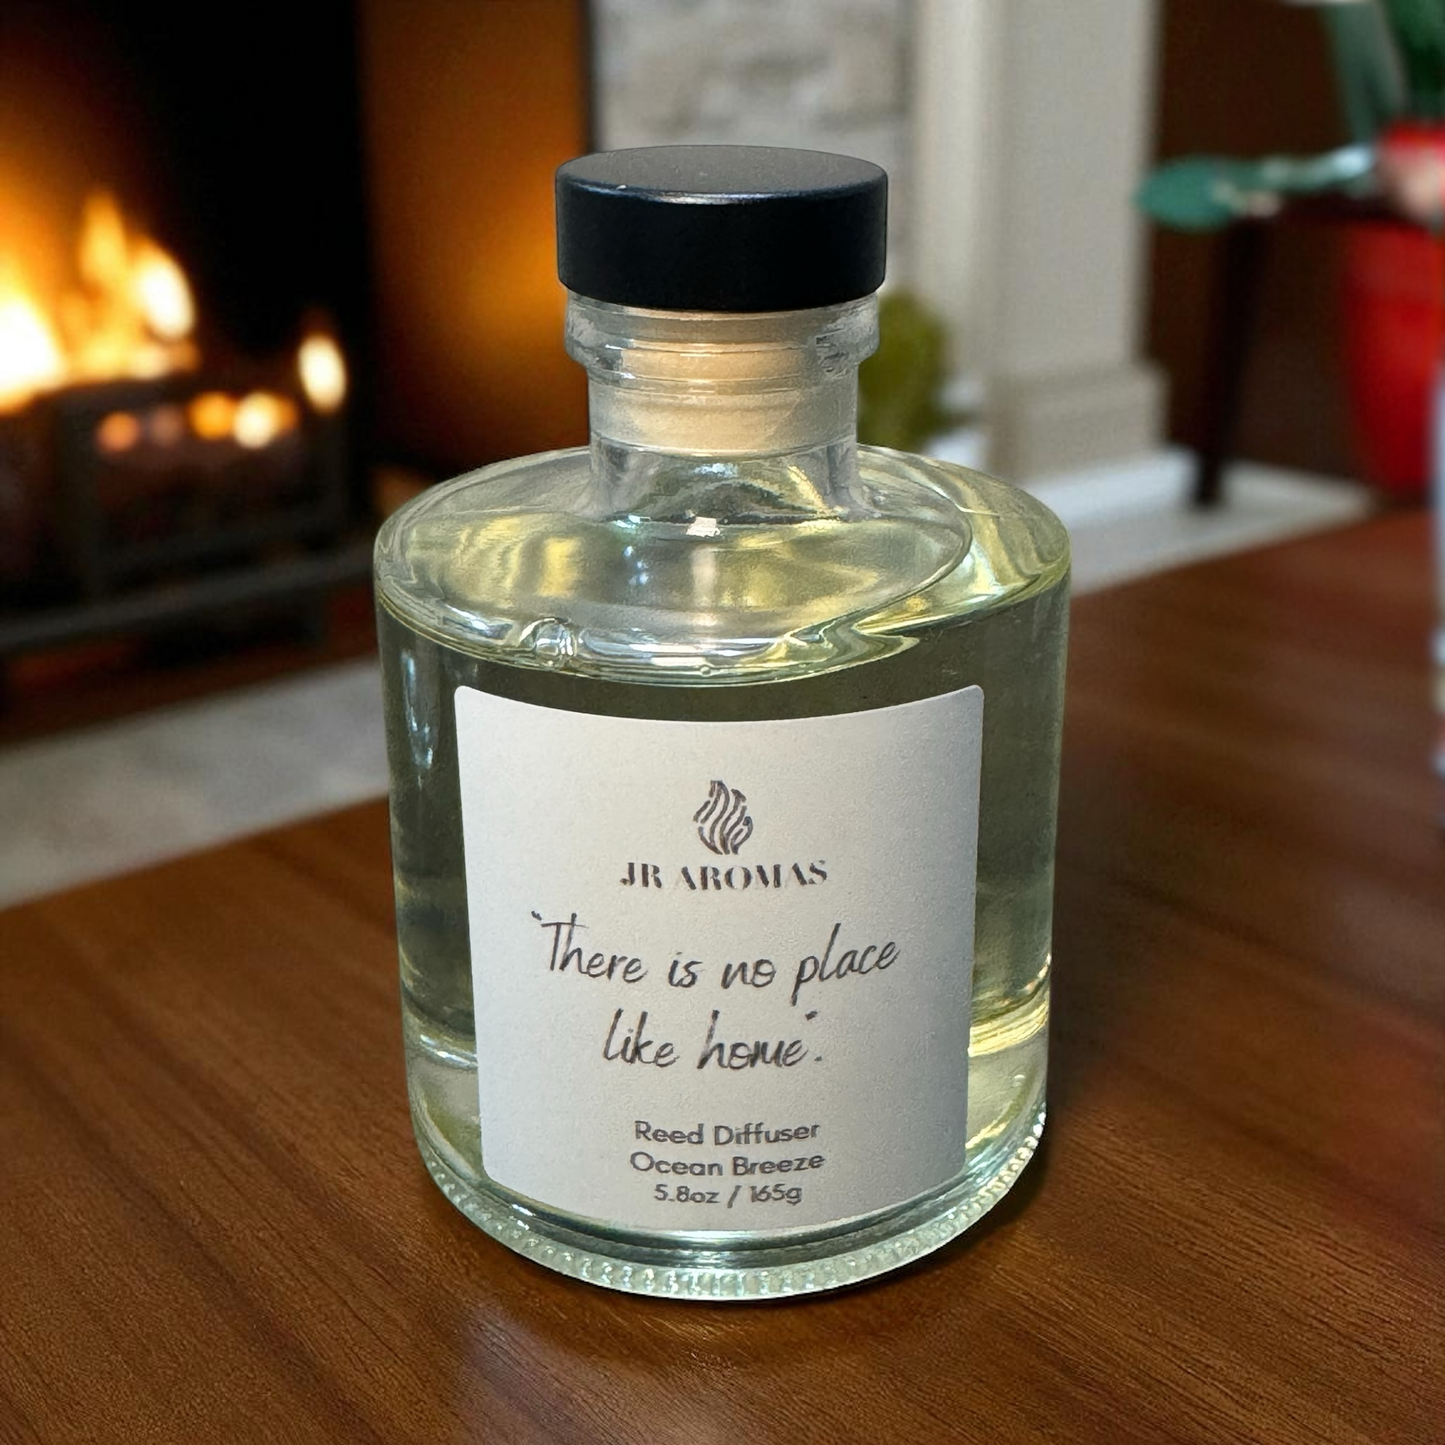 JR AROMAS
"There is no place
like home".
Reed Diffuser
Ocean Breeze
5.8oz / 165g